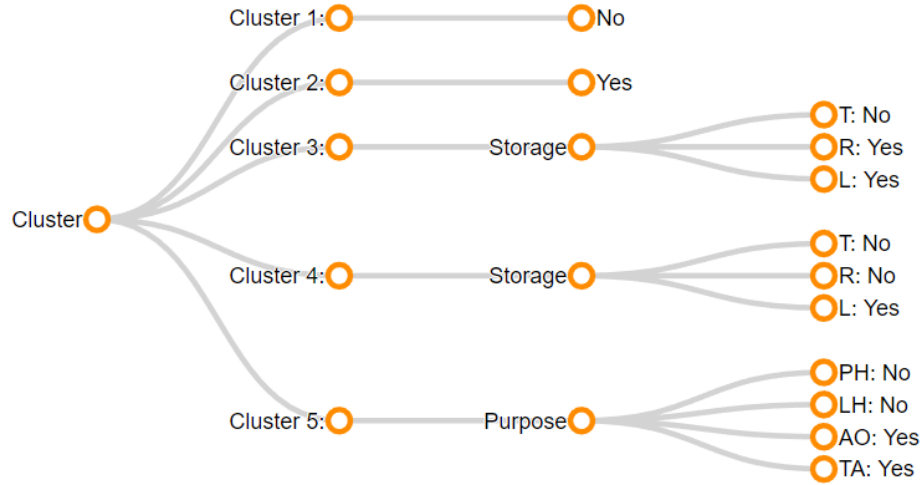 Cluster 1:
No
Cluster 2:
Yes
T: No
Cluster 3:
Storage
R: Yes
L: Yes
Cluster
T: No
Cluster 4:
Storage
R: No
L: Yes
PH: No
LH: No
Cluster 5:
Purpose
AO: Yes
TA: Yes